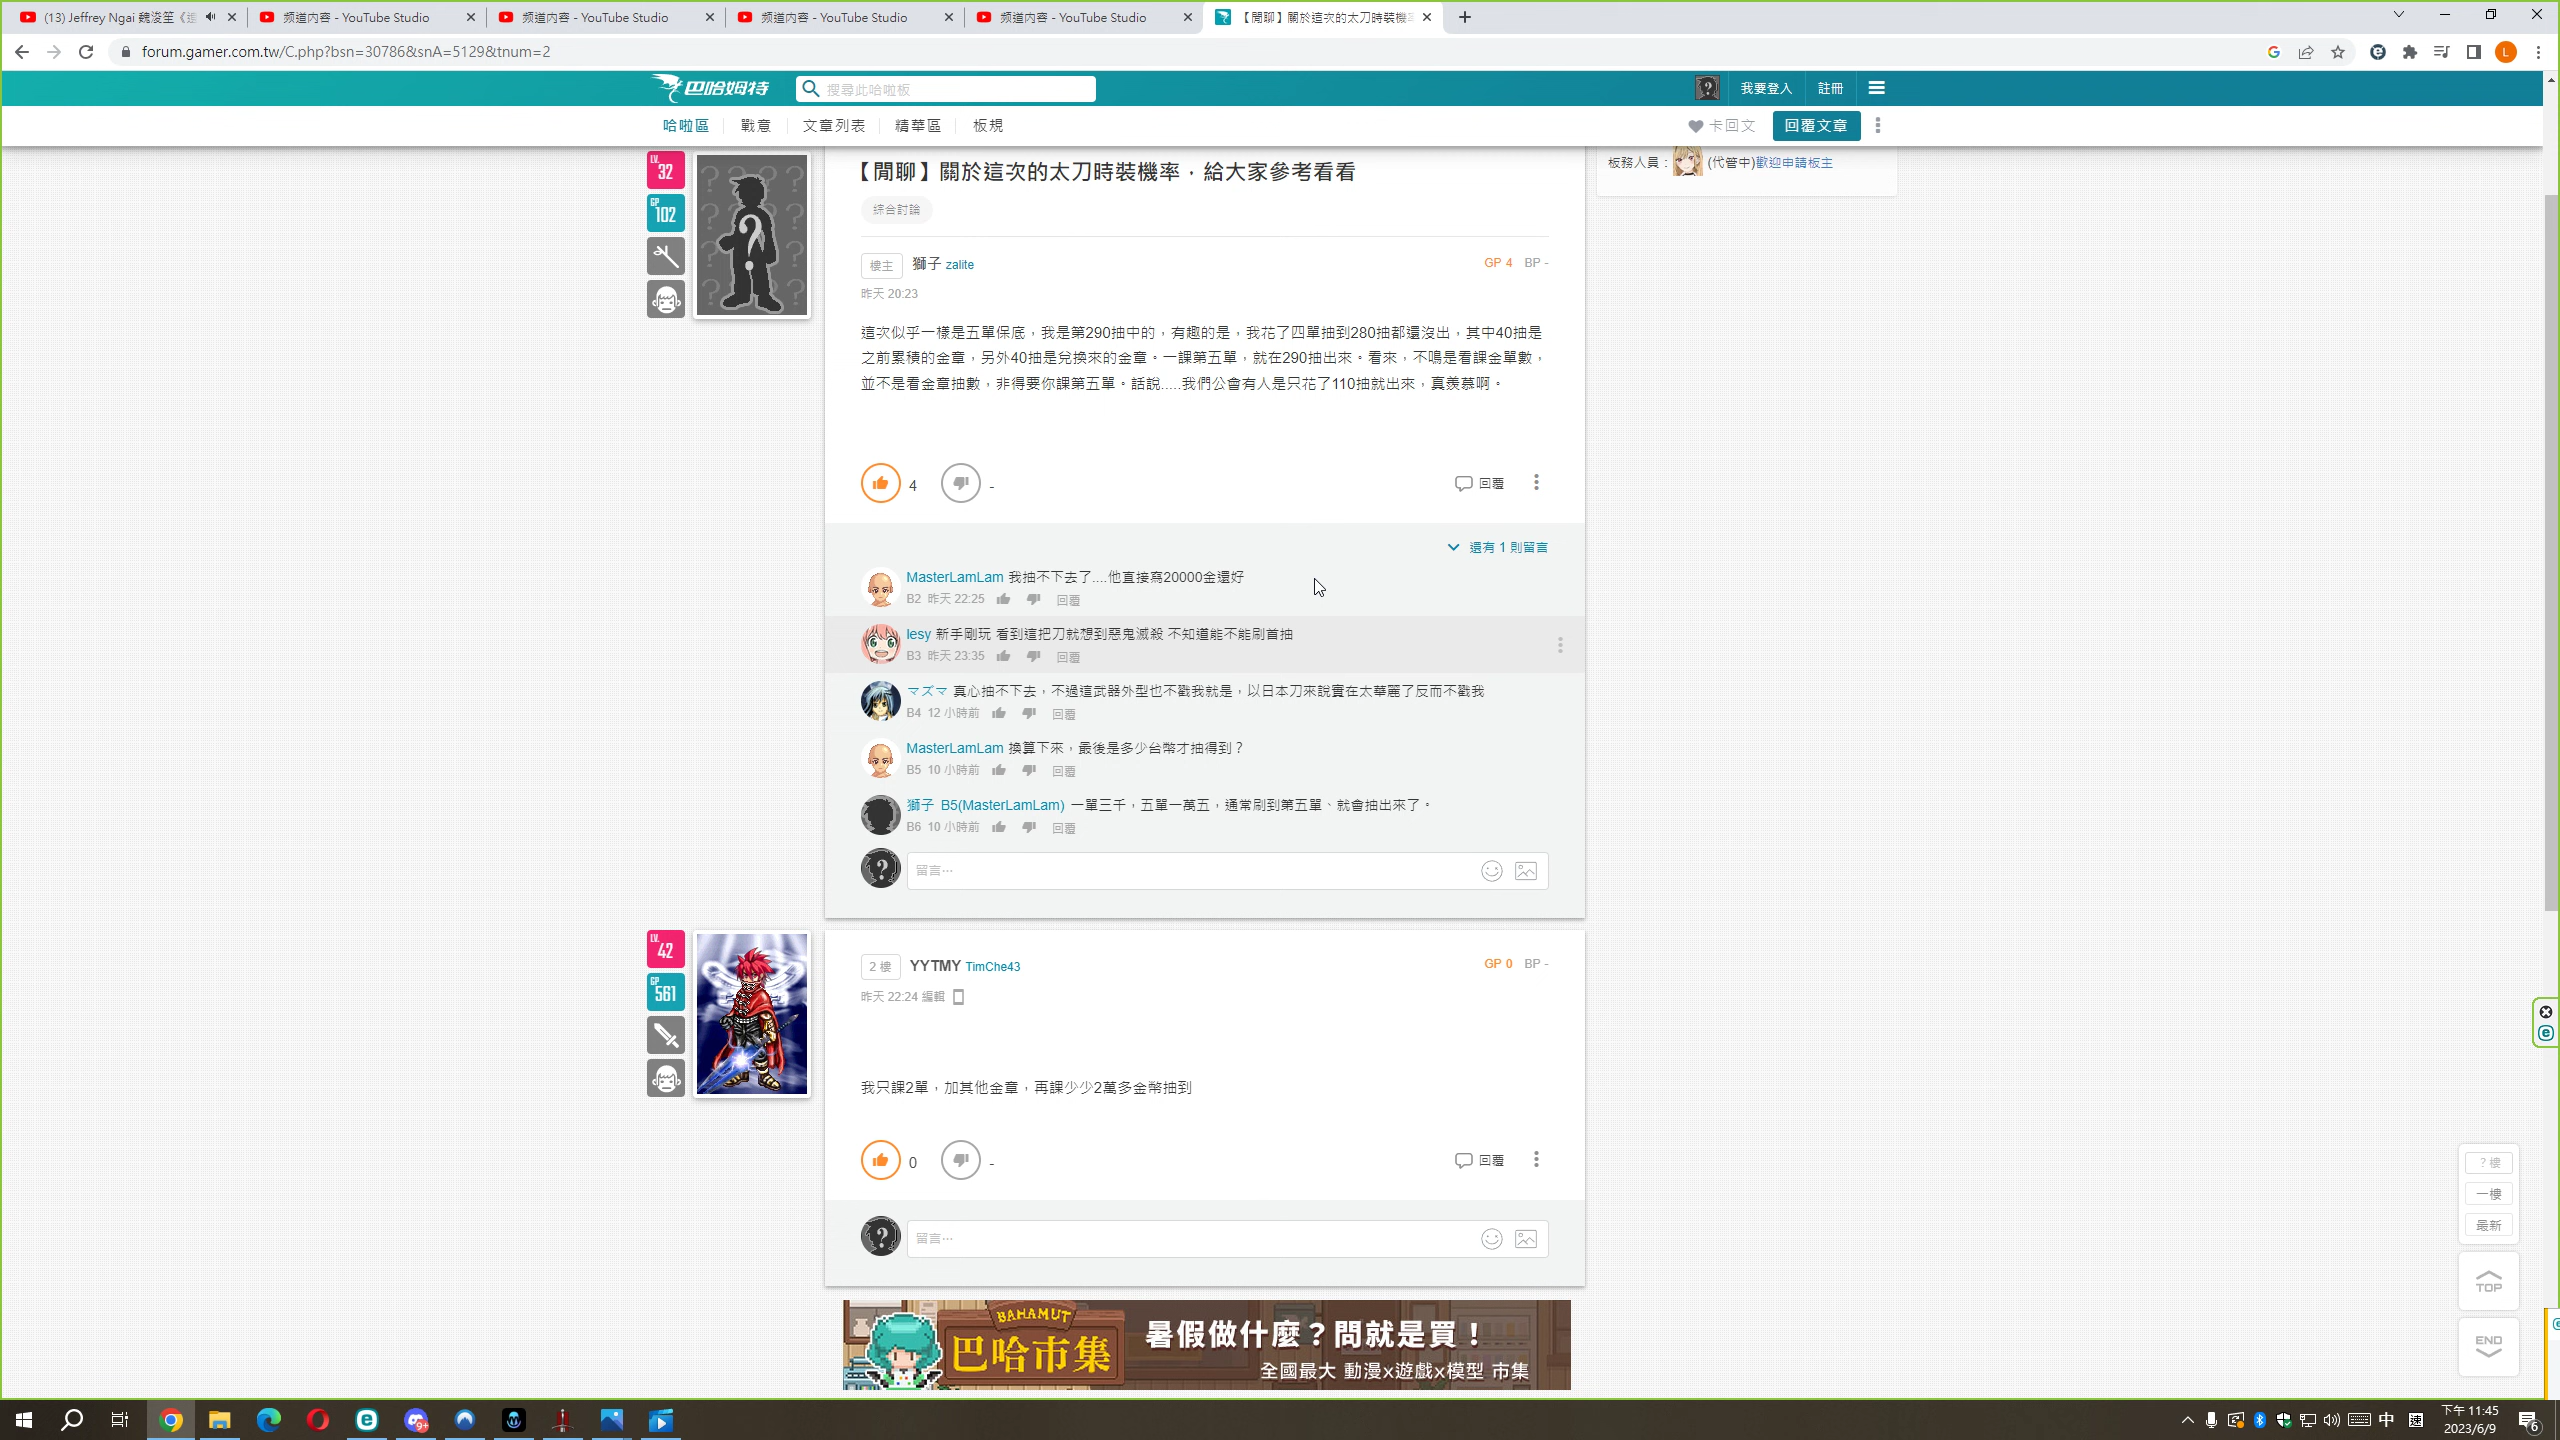 (13) Jeffrey Ngai 魏浚笙《
频道内容 - YouTube Studio
频道内容 - YouTube Studio
频道内容 - YouTube Studio
频道内容 - YouTube Studio
【閒聊】關於這次的太刀時裝機率
forum.gamer.com.tw/C.php?bsn=30786&snA=5129&tnum=2
L
巴哈姆特
搜尋此哈啦板
我要登入
註冊
哈啦區
戰意
文章列表
精華區
板規
卡回文
回覆文章
板務人員：
(代管中)歡迎申請板主
LV.
32
GP
102
【閒聊】關於這次的太刀時裝機率，給大家參考看看
綜合討論
樓主 獅子 zalite
GP 4 BP -
昨天 20:23
這次似乎一樣是五單保底，我是第290抽中的，有趣的是，我花了四單抽到280抽都還沒出，其中40抽是
之前累積的金章，另外40抽是兌換來的金章。一課第五單，就在290抽出來。看來，不鳴是看課金單數，
並不是看金章抽數，非得要你課第五單。話說.....我們公會有人是只花了110抽就出來，真羨慕啊。
4
-
回覆
還有 1 則留言
MasterLamLam 我抽不下去了....他直接寫20000金還好
B2 昨天 22:25 回覆
lesy 新手剛玩 看到這把刀就想到惡鬼滅殺 不知道能不能刷首抽
B3 昨天 23:35 回覆
マズマ 真心抽不下去，不過這武器外型也不戳我就是，以日本刀來說實在太華麗了反而不戳我
B4 12 小時前 回覆
MasterLamLam 換算下來，最後是多少台幣才抽得到？
B5 10 小時前 回覆
獅子 B5(MasterLamLam) 一單三千，五單一萬五，通常刷到第五單、就會抽出來了。
B6 10 小時前 回覆
留言…
LV.
42
GP
561
2 樓 YYTMY TimChe43
GP 0 BP -
昨天 22:24 編輯
我只課2單，加其他金章，再課少少2萬多金幣抽到
0
-
回覆
留言…
? 樓
一樓
最新
TOP
END
BAHAMUT
巴哈市集
暑假做什麼？問就是買！
全國最大 動漫x遊戲x模型 市集
9+
中
速
下午 11:45
2023/6/9
6